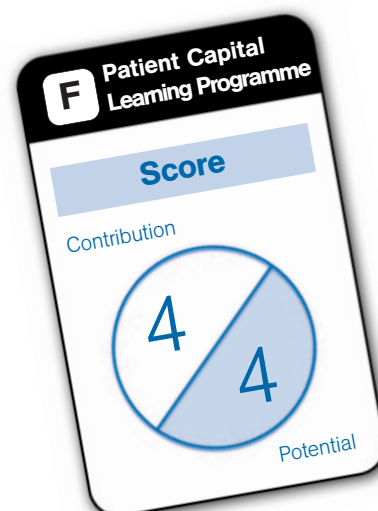 F
Patient Capital
Learning Programme
Score
Contribution
4
4
Potential